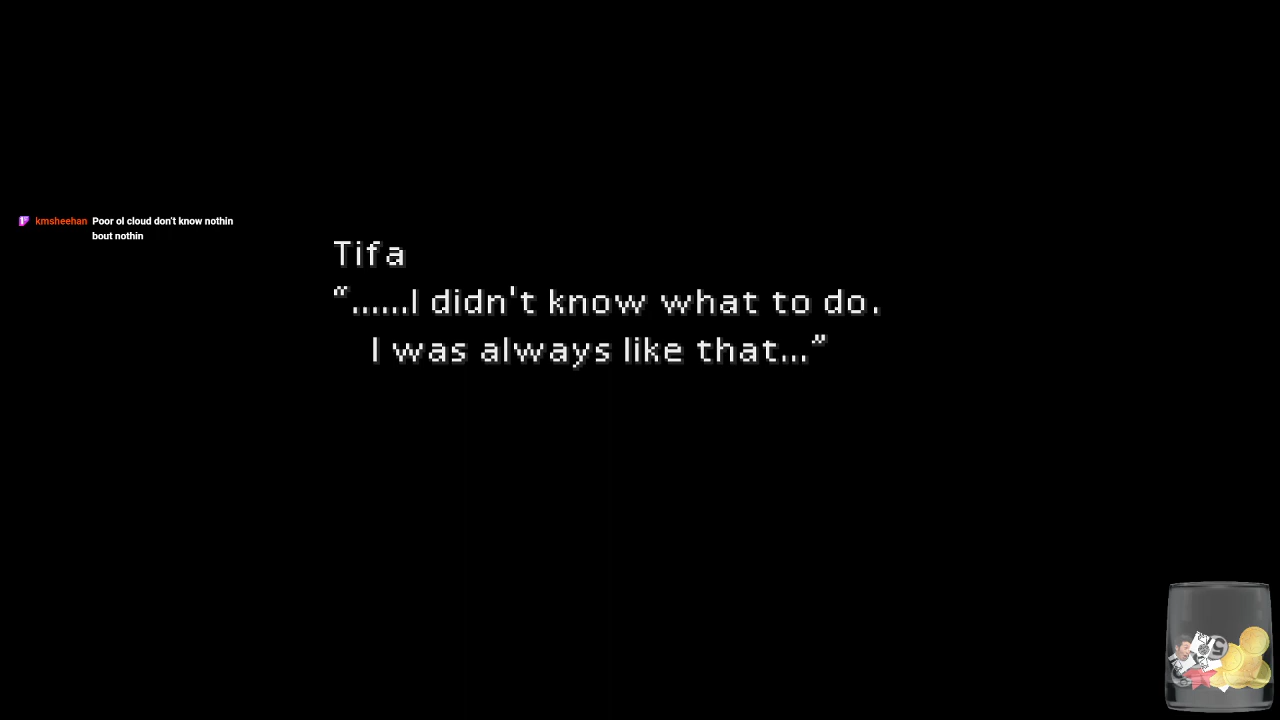 kmsheehan Poor ol cloud don't know nothin
bout nothin
Tifa
“......I didn't know what to do.
I was always like that...”